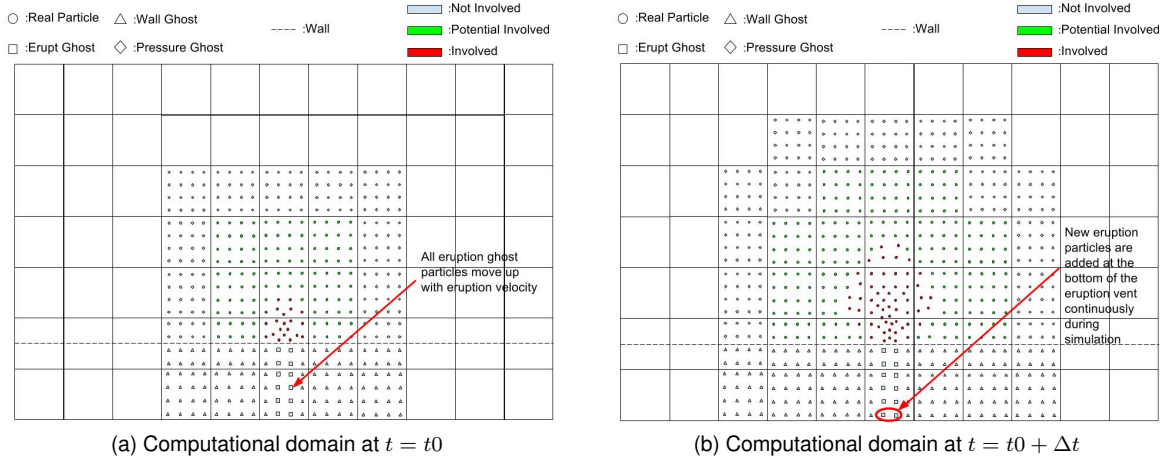 :Real Particle :Wall Ghost :Not Involved
:Wall :Potential Involved
:Erupt Ghost :Pressure Ghost :Involved
All eruption ghost
particles move up
with eruption velocity
(a) Computational domain at t = t0
:Real Particle :Wall Ghost :Not Involved
:Wall :Potential Involved
:Erupt Ghost :Pressure Ghost :Involved
New eruption
particles are
added at the
bottom of the
eruption vent
continuously
during
simulation
(b) Computational domain at t = t0 + Δt